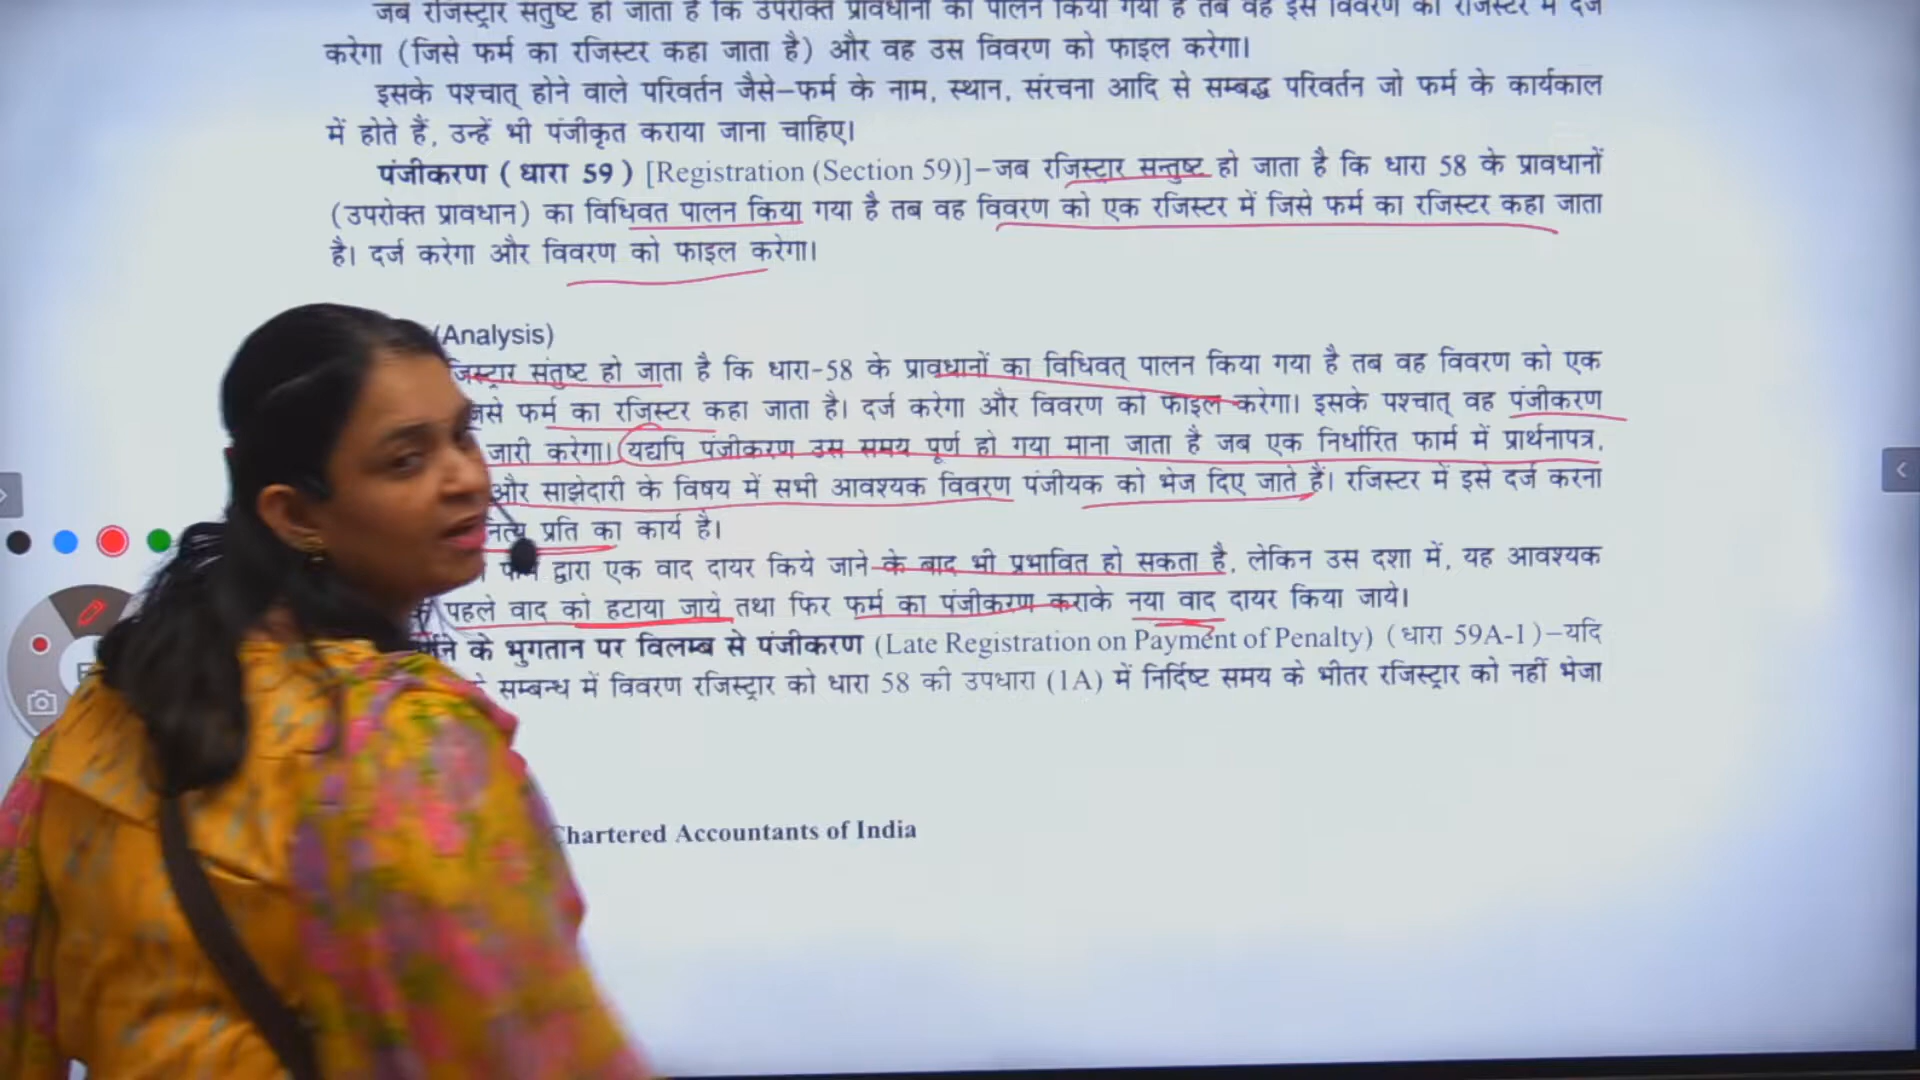 जब रजिस्ट्रार संतुष्ट हो जाता है कि उपरोक्त प्रावधानों का पालन किया गया है तब वह इस विवरण को रजिस्टर में दर्ज
करेगा (जिसे फर्म का रजिस्टर कहा जाता है) और वह उस विवरण को फाइल करेगा।
इसके पश्चात् होने वाले परिवर्तन जैसे–फर्म के नाम, स्थान, संरचना आदि से सम्बद्ध परिवर्तन जो फर्म के कार्यकाल
में होते हैं, उन्हें भी पंजीकृत कराया जाना चाहिए।
पंजीकरण ( धारा 59 ) [Registration (Section 59)]–जब रजिस्ट्रार सन्तुष्ट हो जाता है कि धारा 58 के प्रावधानों
(उपरोक्त प्रावधान) का विधिवत पालन किया गया है तब वह विवरण को एक रजिस्टर में जिसे फर्म का रजिस्टर कहा जाता
है। दर्ज करेगा और विवरण को फाइल करेगा।
(Analysis)
संतुष्ट हो जाता है कि धारा-58 के प्रावधानों का विधिवत् पालन किया गया है तब वह विवरण को एक
फर्म का रजिस्टर कहा जाता है। दर्ज करेगा और विवरण को फाइल करेगा। इसके पश्चात् वह पंजीकरण
जारी करेगा। यद्यपि पंजीकरण उस समय पूर्ण हो गया माना जाता है जब एक निर्धारित फार्म में प्रार्थनापत्र,
और साझेदारी के विषय में सभी आवश्यक विवरण पंजीयक को भेज दिए जाते हैं। रजिस्टर में इसे दर्ज करना
नित्य प्रति का कार्य है।
द्वारा एक वाद दायर किये जाने के बाद भी प्रभावित हो सकता है, लेकिन उस दशा में, यह आवश्यक
पहले वाद को हटाया जाये तथा फिर फर्म का पंजीकरण कराके नया वाद दायर किया जाये।
के भुगतान पर विलम्ब से पंजीकरण (Late Registration on Payment of Penalty) (धारा 59A-1)–यदि
सम्बन्ध में विवरण रजिस्ट्रार को धारा 58 की उपधारा (1A) में निर्दिष्ट समय के भीतर रजिस्ट्रार को नहीं भेजा
Chartered Accountants of India